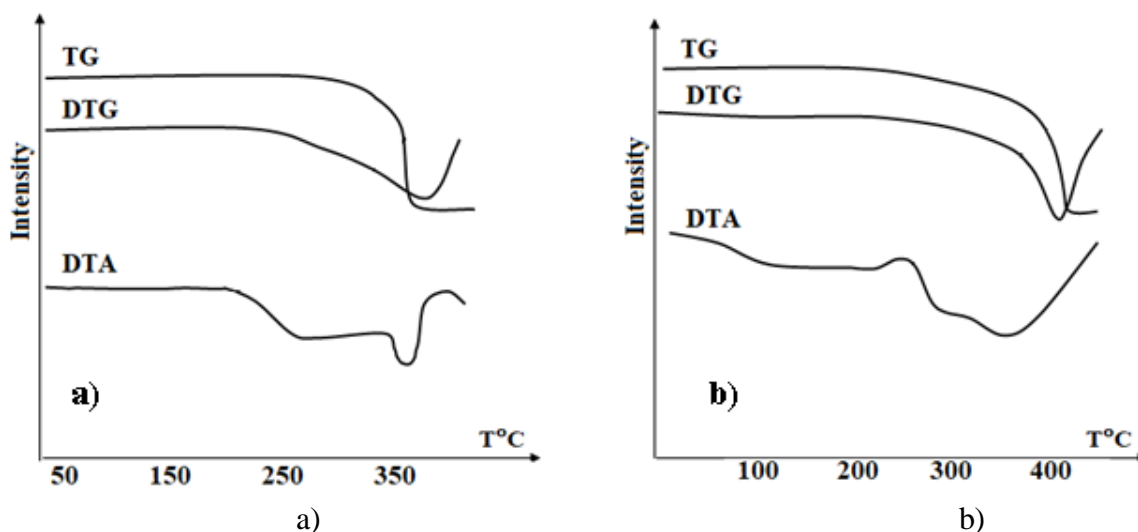 TG
DTG
DTA
Intensity
a)
T°C
50 150 250 350
a)
TG
DTG
DTA
Intensity
b)
T°C
100 200 300 400
b)